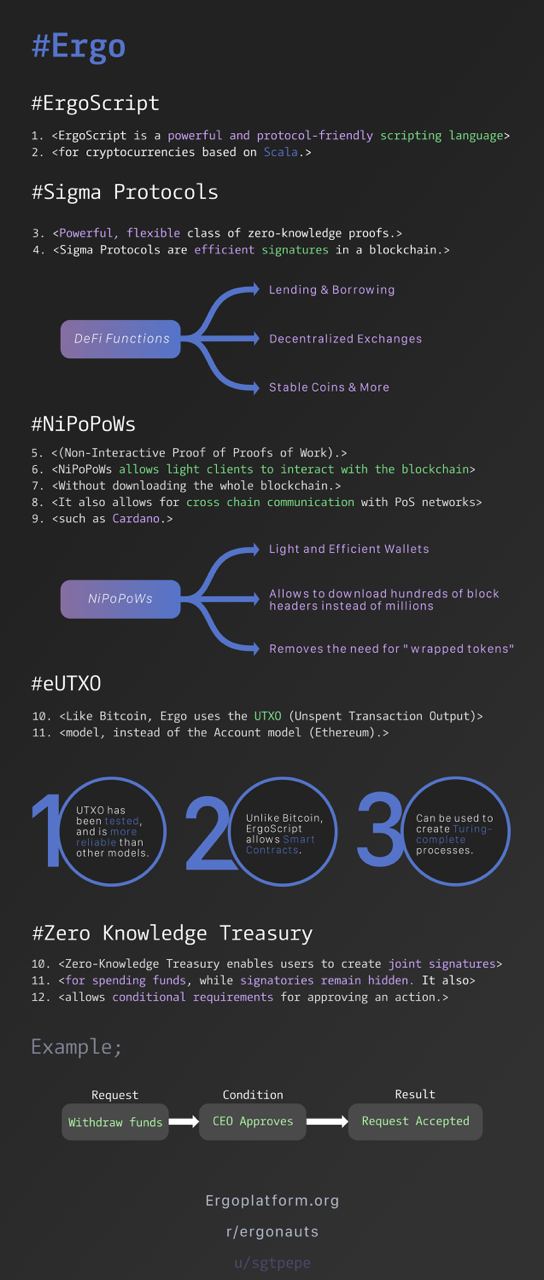 #Ergo
#ErgoScript
1. <ErgoScript is a powerful and protocol-friendly scripting language>
2. <for cryptocurrencies based on Scala.>
#Sigma Protocols
3. <Powerful, flexible class of zero-knowledge proofs.>
4. <Sigma Protocols are efficient signatures in a blockchain.>
Lending & Borrowing
DeFi Functions
Decentralized Exchanges
Stable Coins & More
#NiPoPoWs
5. <(Non-Interactive Proof of Proofs of Work).>
6. <NiPoPoWs allows light clients to interact with the blockchain>
7. <Without downloading the whole blockchain.>
8. <It also allows for cross chain communication with PoS networks>
9. <such as Cardano.>
Light and Efficient Wallets
NiPoPoWs
Allows to download hundreds of block
headers instead of millions
Removes the need for "wrapped tokens"
#eUTXO
10. <Like Bitcoin, Ergo uses the UTXO (Unspent Transaction Output)>
11. <model, instead of the Account model (Ethereum).>
1
UTXO has
been tested,
and is more
reliable than
other models.
2
Unlike Bitcoin,
ErgoScript
allows Smart
Contracts.
3
Can be used to
create Turing-
complete
processes.
#Zero Knowledge Treasury
10. <Zero-Knowledge Treasury enables users to create joint signatures>
11. <for spending funds, while signatories remain hidden. It also>
12. <allows conditional requirements for approving an action.>
Example;
Request
Condition
Result
Withdraw funds
CEO Approves
Request Accepted
Ergoplatform.org
r/ergonauts
u/sgtpepe